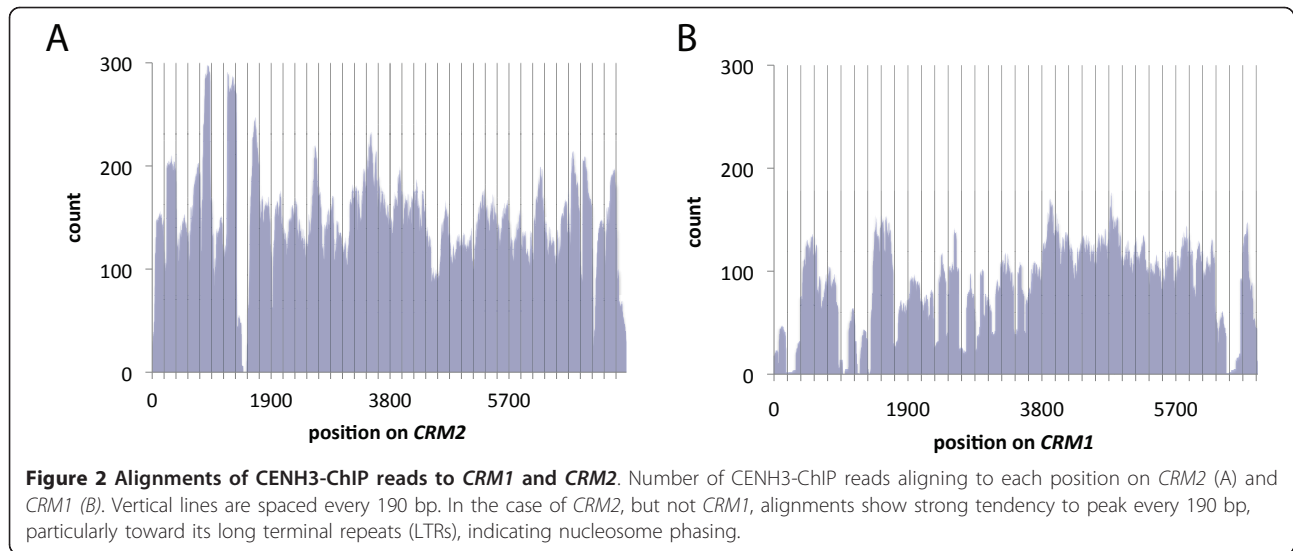 A
B
300
200
100
0
count
0 1900 3800 5700
position on CRM2
300
200
100
0
count
0 1900 3800 5700
position on CRM1
Figure 2 Alignments of CENH3-ChIP reads to CRM1 and CRM2. Number of CENH3-ChIP reads aligning to each position on CRM2 (A) and
CRM1 (B). Vertical lines are spaced every 190 bp. In the case of CRM2, but not CRM1, alignments show strong tendency to peak every 190 bp,
particularly toward its long terminal repeats (LTRs), indicating nucleosome phasing.